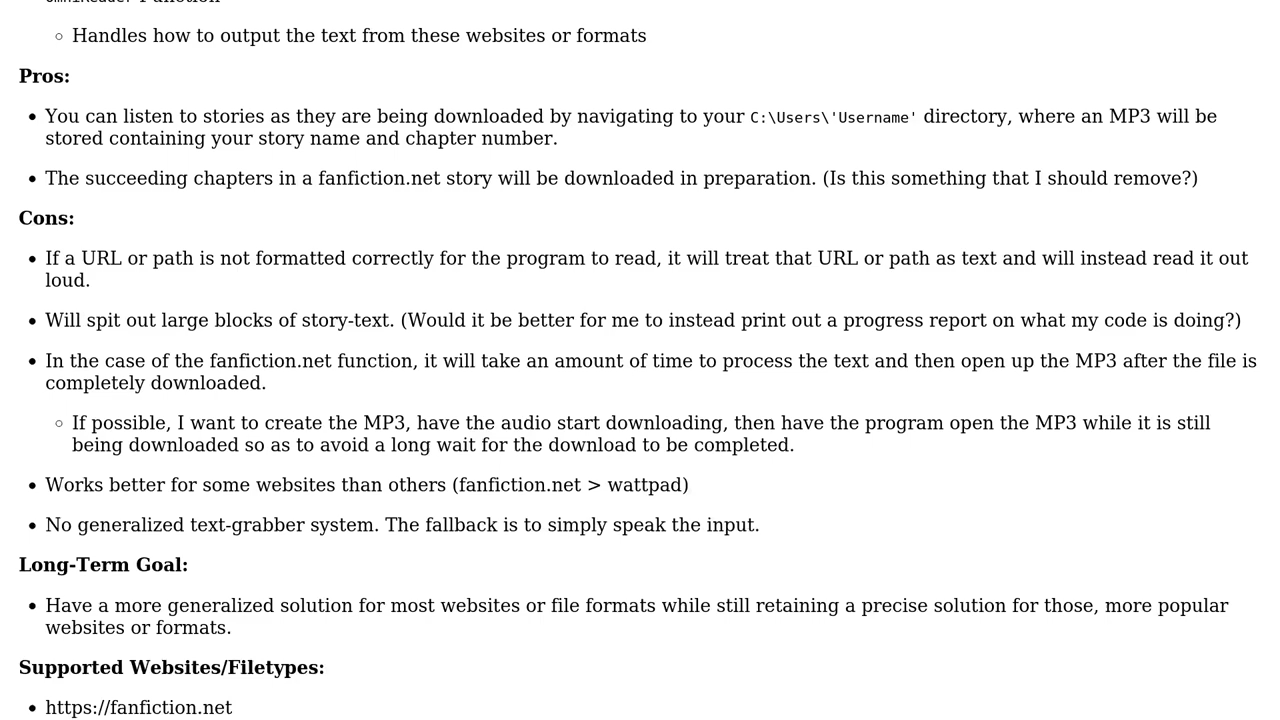 Handles how to output the text from these websites or formats
Pros:
You can listen to stories as they are being downloaded by navigating to your C:\Users\'Username' directory, where an MP3 will be
stored containing your story name and chapter number.
The succeeding chapters in a fanfiction.net story will be downloaded in preparation. (Is this something that I should remove?)
Cons:
If a URL or path is not formatted correctly for the program to read, it will treat that URL or path as text and will instead read it out
loud.
Will spit out large blocks of story-text. (Would it be better for me to instead print out a progress report on what my code is doing?)
In the case of the fanfiction.net function, it will take an amount of time to process the text and then open up the MP3 after the file is
completely downloaded.
If possible, I want to create the MP3, have the audio start downloading, then have the program open the MP3 while it is still
being downloaded so as to avoid a long wait for the download to be completed.
Works better for some websites than others (fanfiction.net > wattpad)
No generalized text-grabber system. The fallback is to simply speak the input.
Long-Term Goal:
Have a more generalized solution for most websites or file formats while still retaining a precise solution for those, more popular
websites or formats.
Supported Websites/Filetypes:
https://fanfiction.net